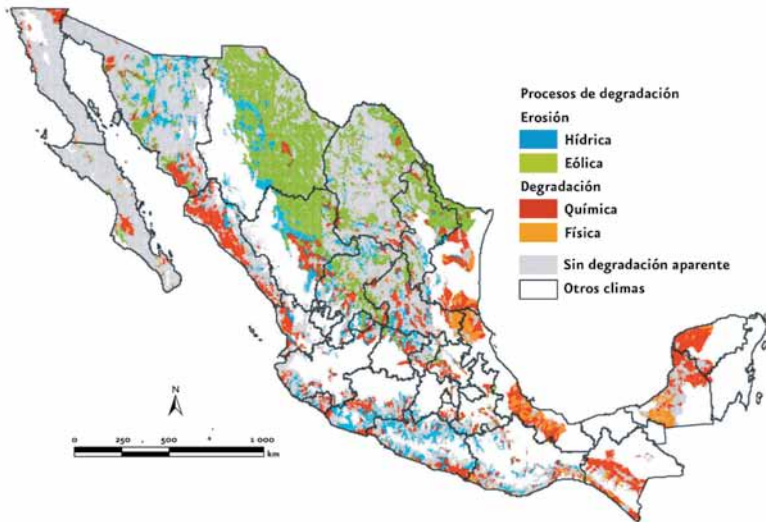 Procesos de degradación
Erosión
Hídrica
Eólica
Degradación
Química
Física
Sin degradación aparente
Otros climas
N
0 250 500 1 000
km